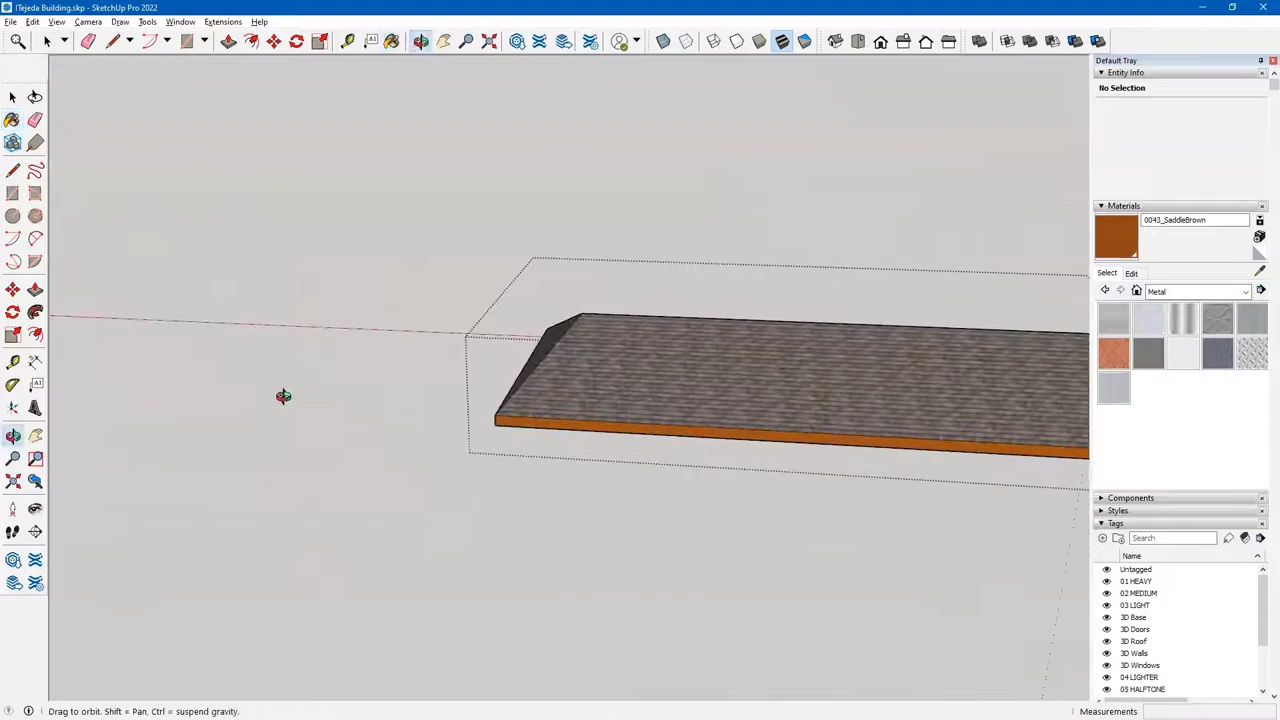 ITejeda Building.skp - SketchUp Pro 2022
File Edit View Camera Draw Tools Window Extensions Help
Default Tray
Entity Info
No Selection
Materials
0043_SaddleBrown
Select Edit
Metal
Components
Styles
Tags
Search
Name
Untagged
01 HEAVY
02 MEDIUM
03 LIGHT
3D Base
3D Doors
3D Roof
3D Walls
3D Windows
04 LIGHTER
05 HALFTONE
Drag to orbit. Shift = Pan, Ctrl = suspend gravity.
Measurements